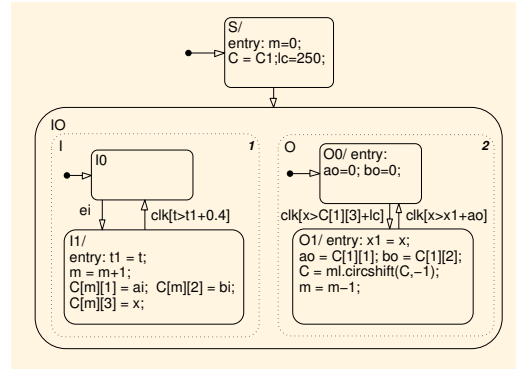 S/
entry: m=0;
C = C1;lc=250;
IO
I
1
I0
ei
clk[t>t1+0.4]
I1/
entry: t1 = t;
m = m+1;
C[m][1] = ai; C[m][2] = bi;
C[m][3] = x;
O
2
O0/ entry:
ao=0; bo=0;
clk[x>C[1][3]+lc]
clk[x>x1+ao]
O1/ entry: x1 = x;
ao = C[1][1]; bo = C[1][2];
C = ml.circshift(C,−1);
m = m−1;